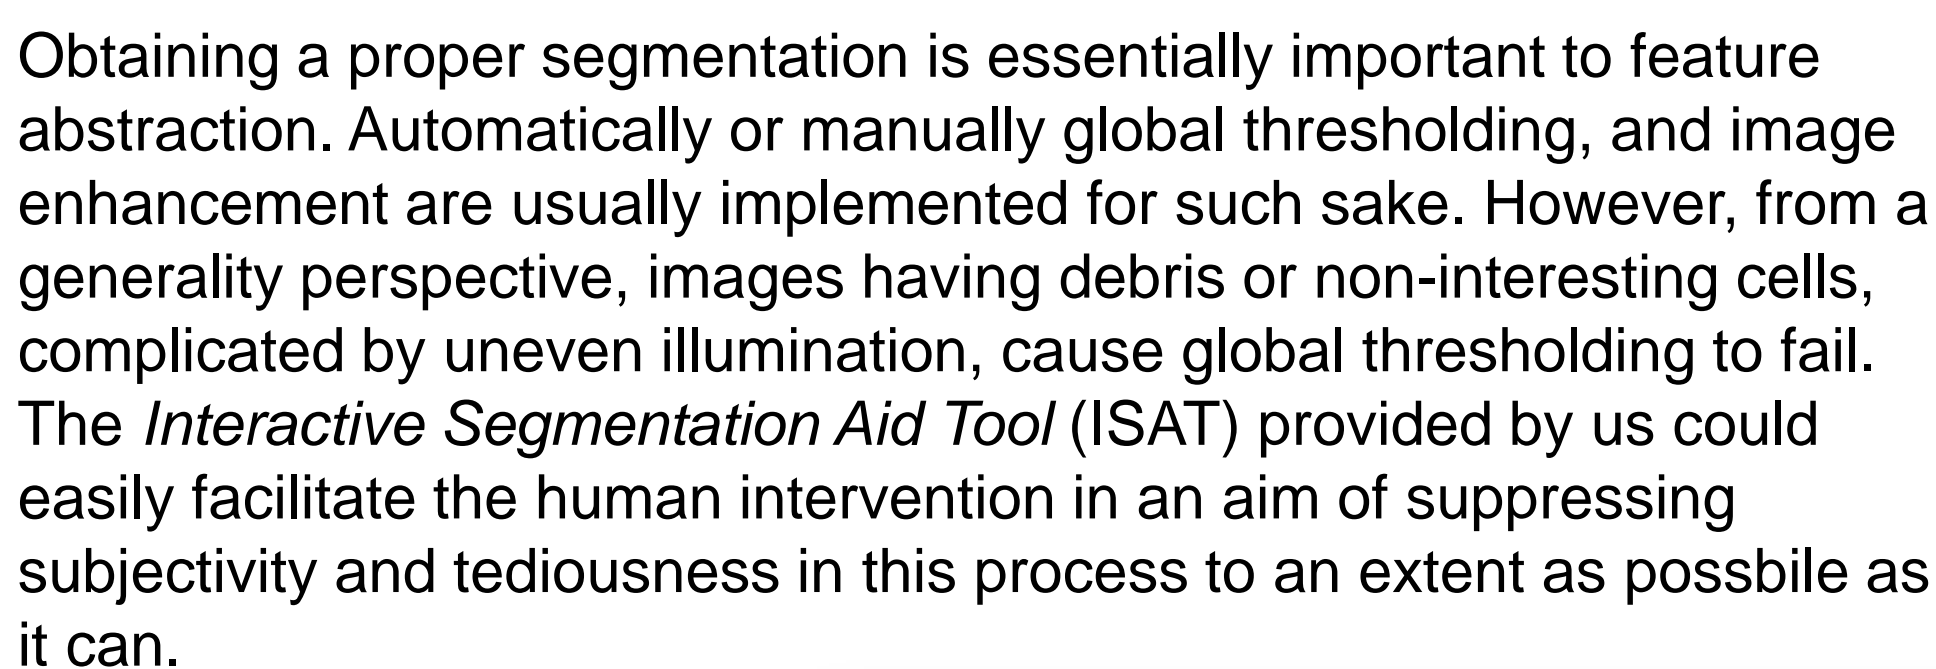 Obtaining a proper segmentation is essentially important to feature
abstraction. Automatically or manually global thresholding, and image
enhancement are usually implemented for such sake. However, from a
generality perspective, images having debris or non-interesting cells,
complicated by uneven illumination, cause global thresholding to fail.
The Interactive Segmentation Aid Tool (ISAT) provided by us could
easily facilitate the human intervention in an aim of suppressing
subjectivity and tediousness in this process to an extent as possbile as
it can.